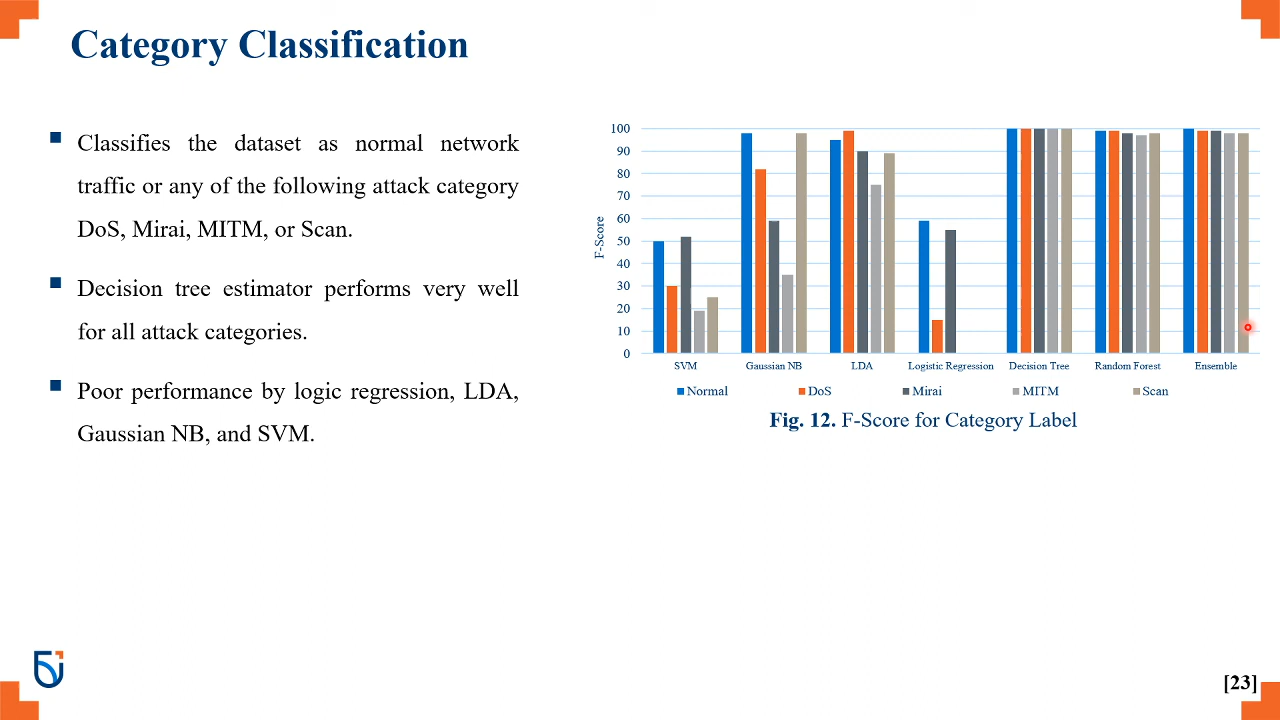 Category Classification
Classifies the dataset as normal network
traffic or any of the following attack category
DoS, Mirai, MITM, or Scan.
Decision tree estimator performs very well
for all attack categories.
Poor performance by logic regression, LDA,
Gaussian NB, and SVM.
100
90
80
70
60
50
40
30
20
10
0
F-Score
SVM Gaussian NB LDA Logistic Regression Decision Tree Random Forest Ensemble
Normal DoS Mirai MITM Scan
Fig. 12. F-Score for Category Label
[23]